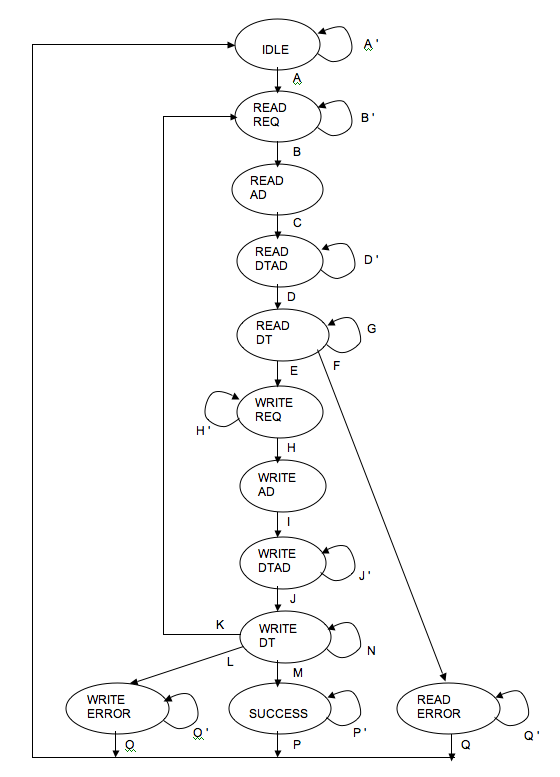 IDLE
A'
A
READ
REQ
B'
B
READ
AD
C
READ
DTAD
D'
D
READ
DT
G
F
E
WRITE
REQ
H'
H
WRITE
AD
I
WRITE
DTAD
J'
J
K
WRITE
DT
N
L
M
WRITE
ERROR
O'
O
SUCCESS
P'
P
READ
ERROR
Q'
Q